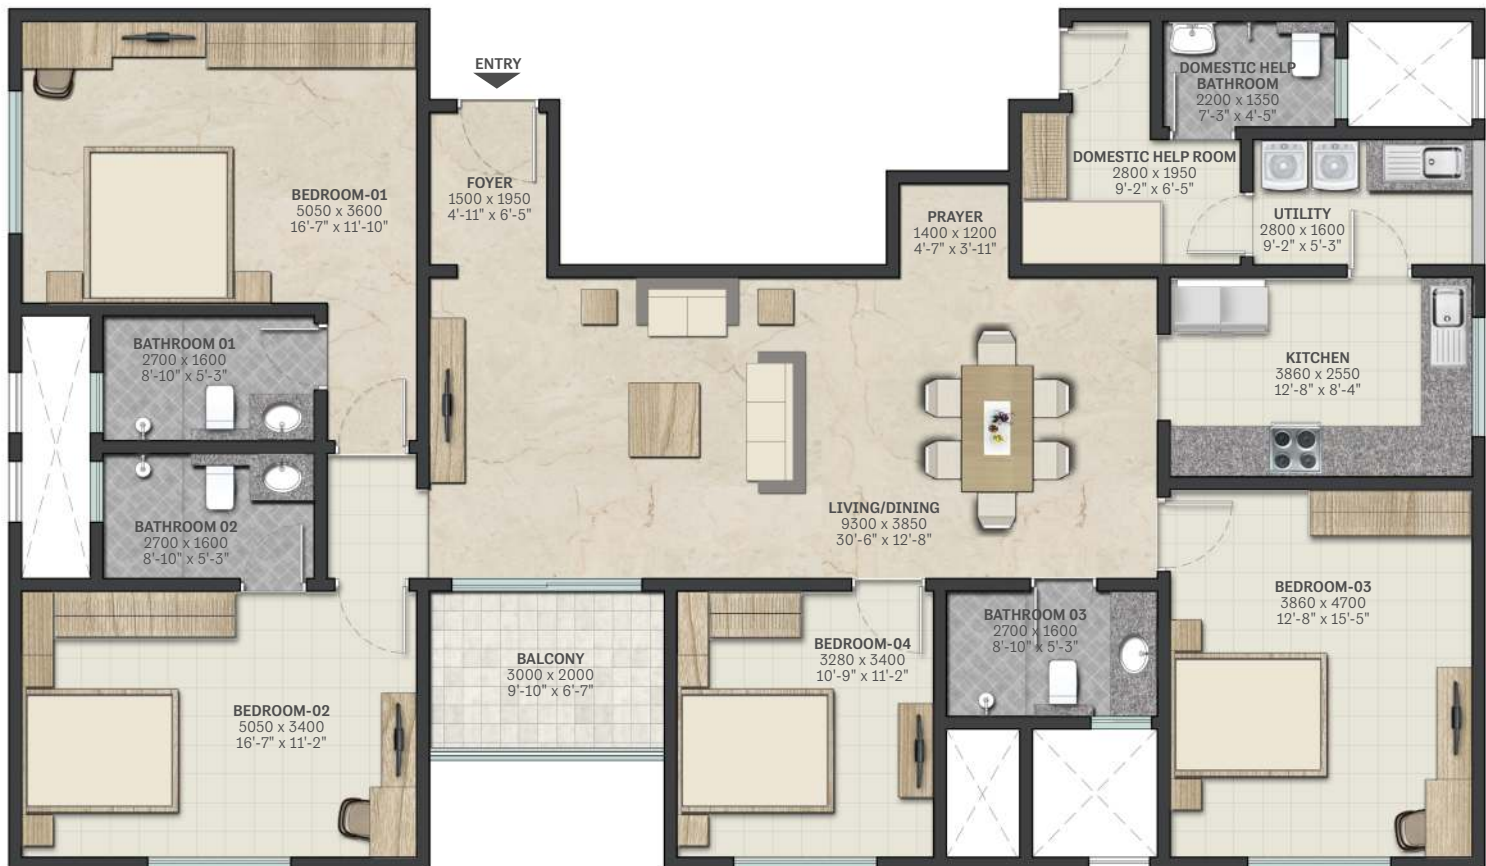 ENTRY
DOMESTIC HELP
BATHROOM
2200 x 1350
7'-3" x 4'-5"
DOMESTIC HELP ROOM
2800 x 1950
9'-2" x 6'-5"
FOYER
1500 x 1950
4'-11" x 6'-5"
BEDROOM-01
5050 x 3600
16'-7" x 11'-10"
PRAYER
1400 x 1200
4'-7" x 3'-11"
UTILITY
2800 x 1600
9'-2" x 5'-3"
BATHROOM 01
2700 x 1600
8'-10" x 5'-3"
KITCHEN
3860 x 2550
12'-8" x 8'-4"
BATHROOM 02
2700 x 1600
8'-10" x 5'-3"
LIVING/DINING
9300 x 3850
30'-6" x 12'-8"
BEDROOM-03
3860 x 4700
12'-8" x 15'-5"
BATHROOM 03
2700 x 1600
8'-10" x 5'-3"
BEDROOM-04
3280 x 3400
10'-9" x 11'-2"
BALCONY
3000 x 2000
9'-10" x 6'-7"
BEDROOM-02
5050 x 3400
16'-7" x 11'-2"